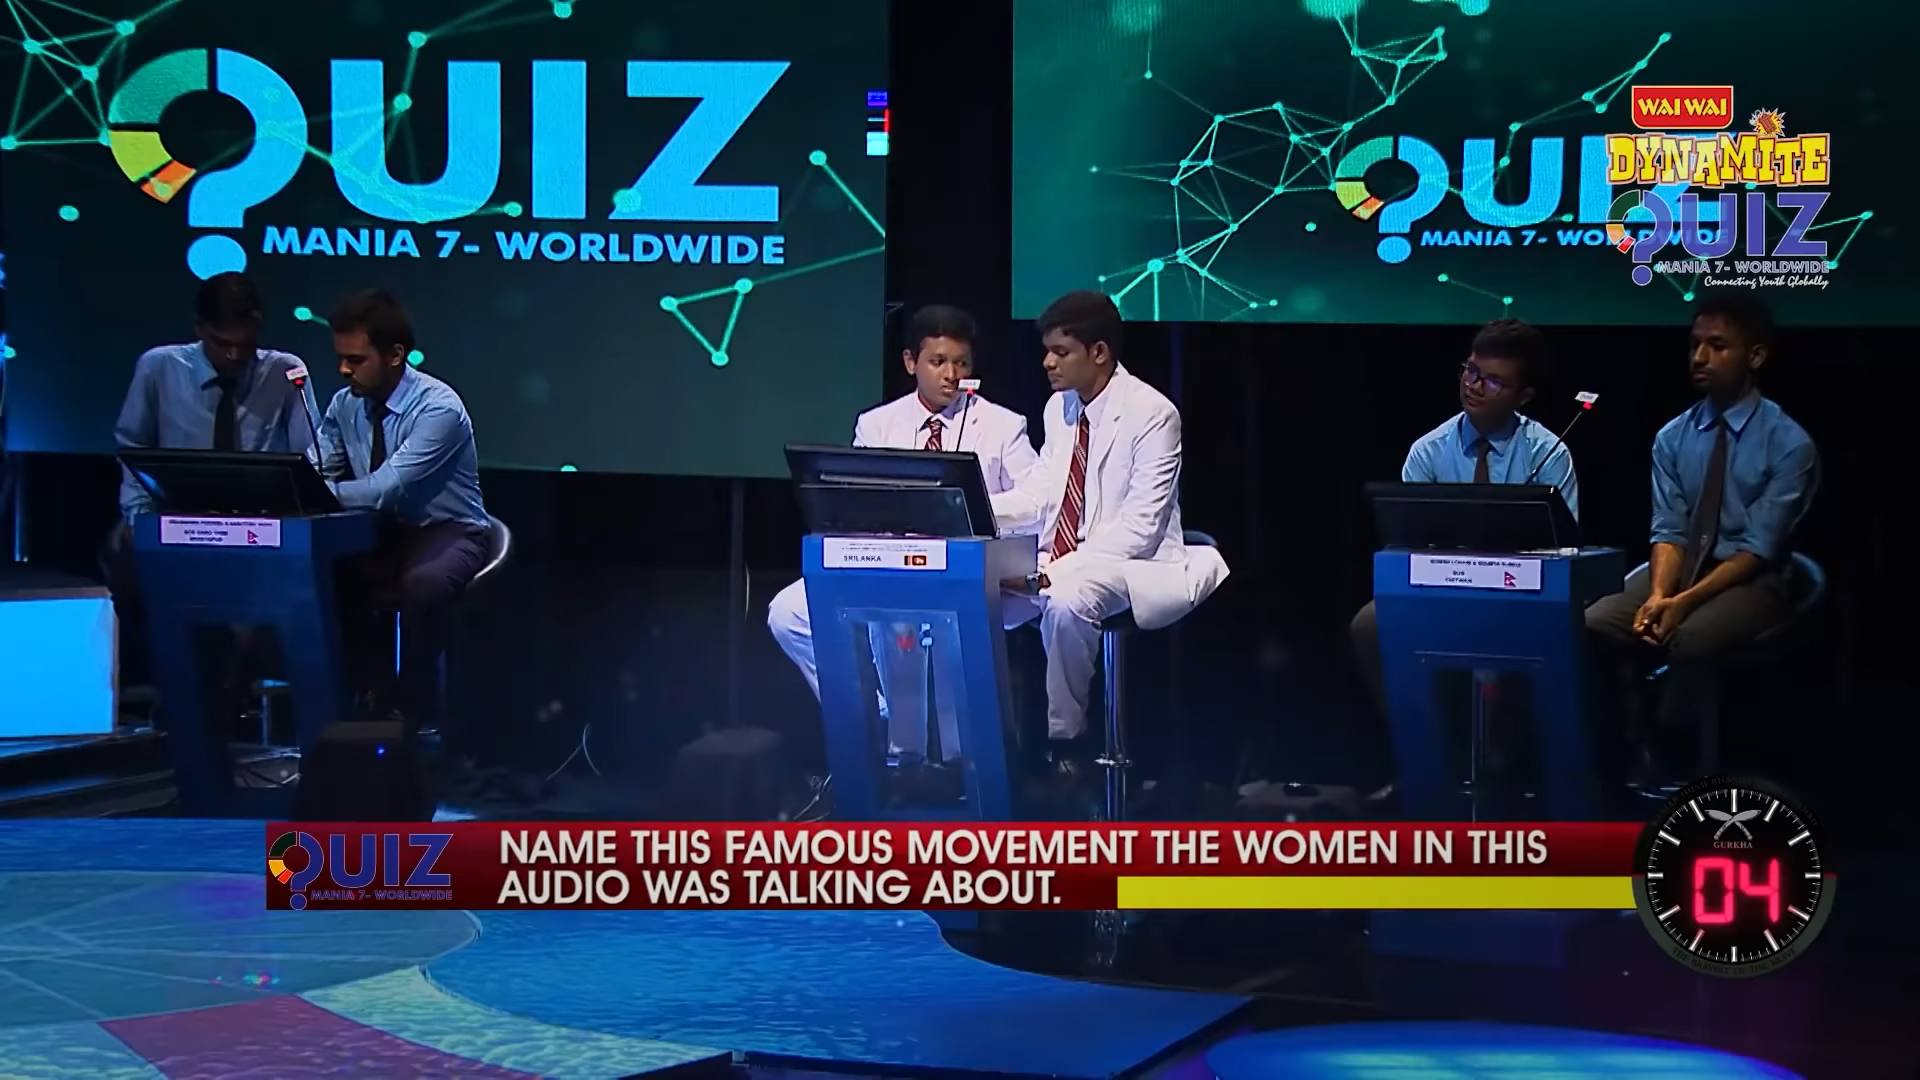 QUIZ
MANIA 7- WORLDWIDE
QUIZ
MANIA 7- WORLDWIDE
WAI WAI
DYNAMITE
QUIZ
MANIA 7- WORLDWIDE
Connecting Youth Globally
SRILANKA
QUIZ
MANIA 7- WORLDWIDE
NAME THIS FAMOUS MOVEMENT THE WOMEN IN THIS
AUDIO WAS TALKING ABOUT.
GURKHA
04